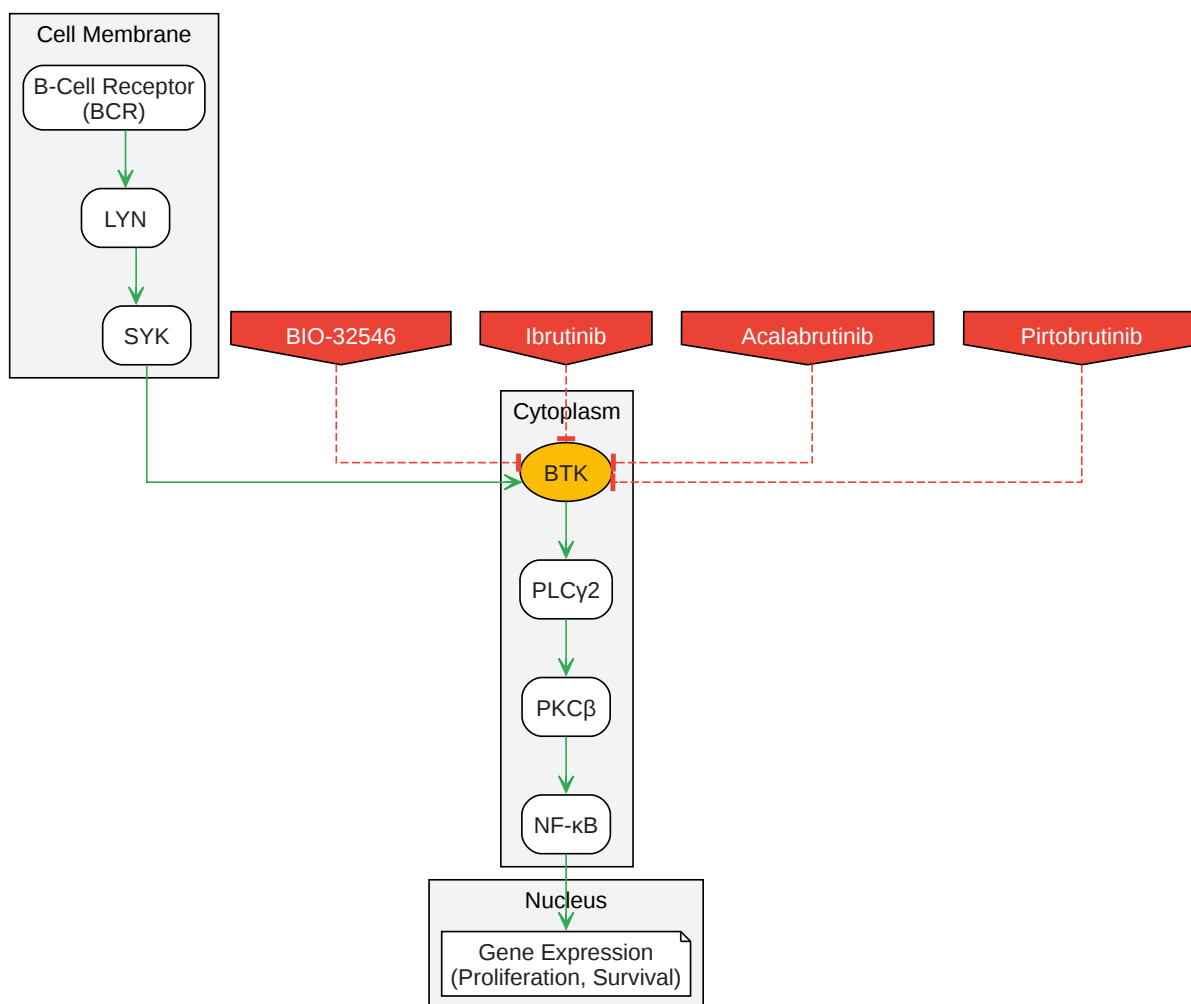 Cell Membrane
B-Cell Receptor
(BCR)
LYN
SYK
BIO-32546
Ibrutinib
Acalabrutinib
Pirtobrutinib
Cytoplasm
BTK
PLCγ2
PKCβ
NF-κB
Nucleus
Gene Expression
(Proliferation, Survival)